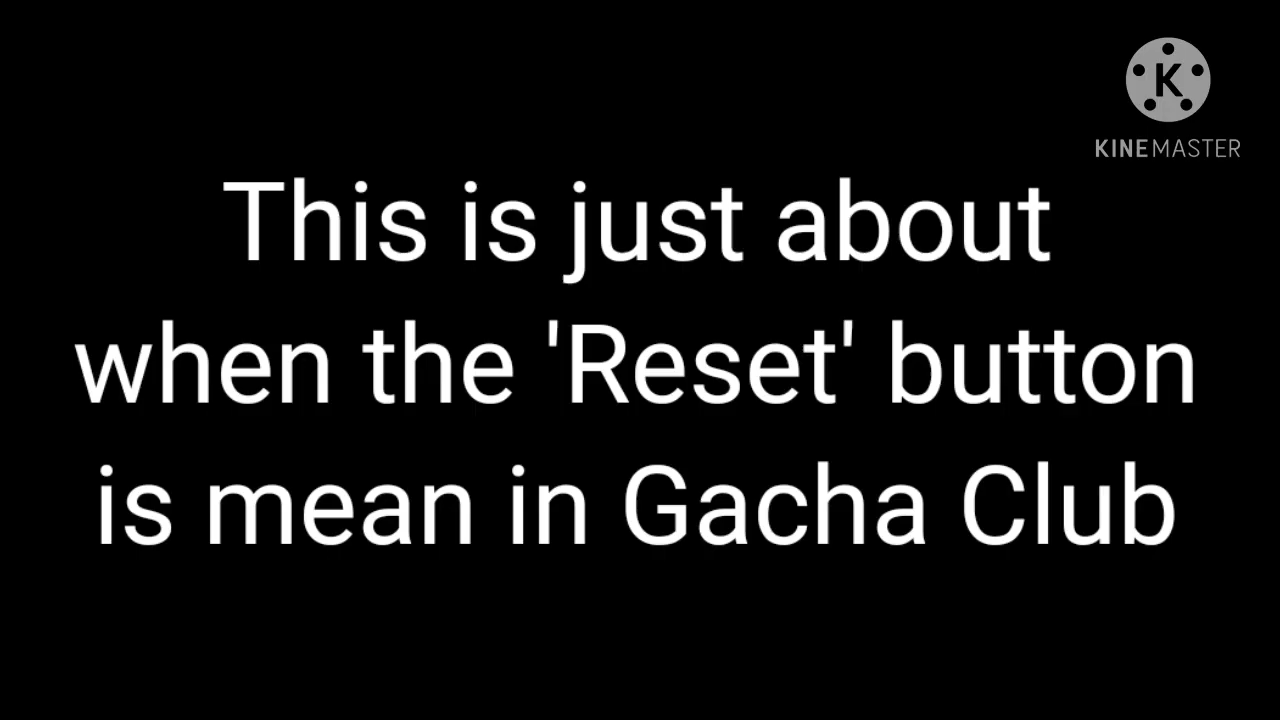 K
KINEMASTER
This is just about
when the 'Reset' button
is mean in Gacha Club